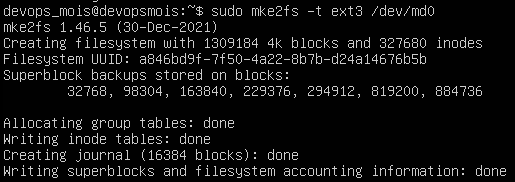 devops_mois@devopsmois:~$ sudo mke2fs -t ext3 /dev/md0
mke2fs 1.46.5 (30-Dec-2021)
Creating filesystem with 1309184 4k blocks and 327680 inodes
Filesystem UUID: a846bd9f-7f50-4a22-8b7b-d24a14676b5b
Superblock backups stored on blocks:
        32768, 98304, 163840, 229376, 294912, 819200, 884736

Allocating group tables: done
Writing inode tables: done
Creating journal (16384 blocks): done
Writing superblocks and filesystem accounting information: done